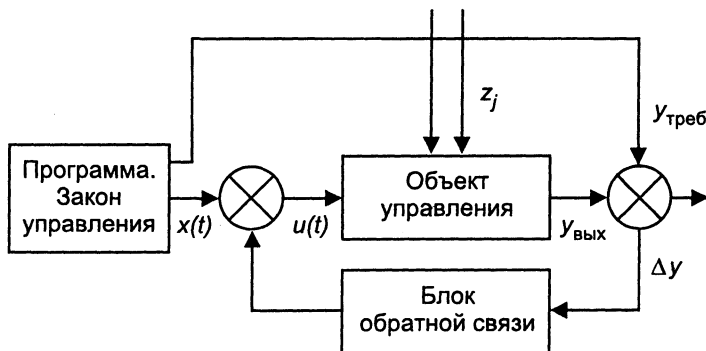 z_j
y_треб
Программа.
Закон
управления
x(t)
u(t)
Объект
управления
y_вых
Δy
Блок
обратной связи